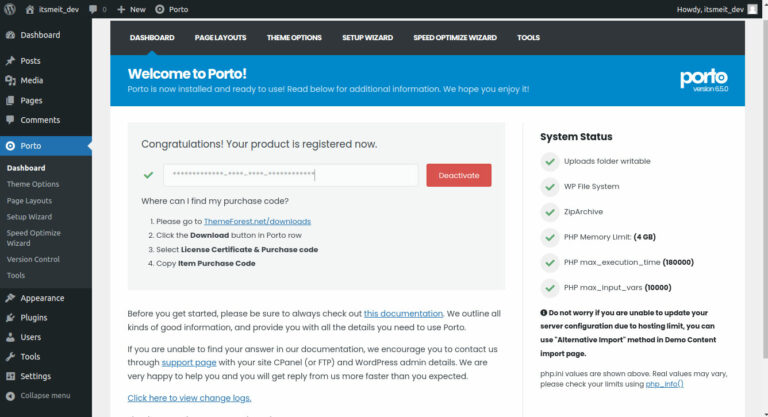 itsmeit_dev 0 New Porto Howdy, itsmeit_dev
Dashboard
Posts
Media
Pages
Comments
Porto
Dashboard
Theme Options
Page Layouts
Setup Wizard
Speed Optimize
Wizard
Version Control
Tools
Appearance
Plugins
Users
Tools
Settings
Collapse menu
DASHBOARD PAGE LAYOUTS THEME OPTIONS SETUP WIZARD SPEED OPTIMIZE WIZARD TOOLS
Welcome to Porto!
Porto is now installed and ready to use! Read below for additional information. We hope you enjoy it!
porto
version 6.5.0
Congratulations! Your product is registered now.
*************-****-****-************
Deactivate
Where can I find my purchase code?
1. Please go to ThemeForest.net/downloads
2. Click the Download button in Porto row
3. Select License Certificate & Purchase code
4. Copy Item Purchase Code
Before you get started, please be sure to always check out this documentation. We outline all
kinds of good information, and provide you with all the details you need to use Porto.
If you are unable to find your answer in our documentation, we encourage you to contact us
through support page with your site CPanel (or FTP) and WordPress admin details. We are
very happy to help you and you will get reply from us more faster than you expected.
Click here to view change logs.
System Status
Uploads folder writable
WP File System
ZipArchive
PHP Memory Limit: (4 GB)
PHP max_execution_time (180000)
PHP max_input_vars (10000)
Do not worry if you are unable to update your
server configuration due to hosting limit, you can
use "Alternative Import" method in Demo Content
import page.
php.ini values are shown above. Real values may vary,
please check your limits using php_info()